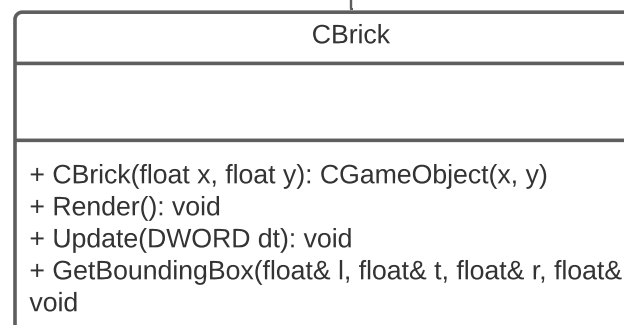 CBrick
+ CBrick(float x, float y): CGameObject(x, y)
+ Render(): void
+ Update(DWORD dt): void
+ GetBoundingBox(float& l, float& t, float& r, float&
void